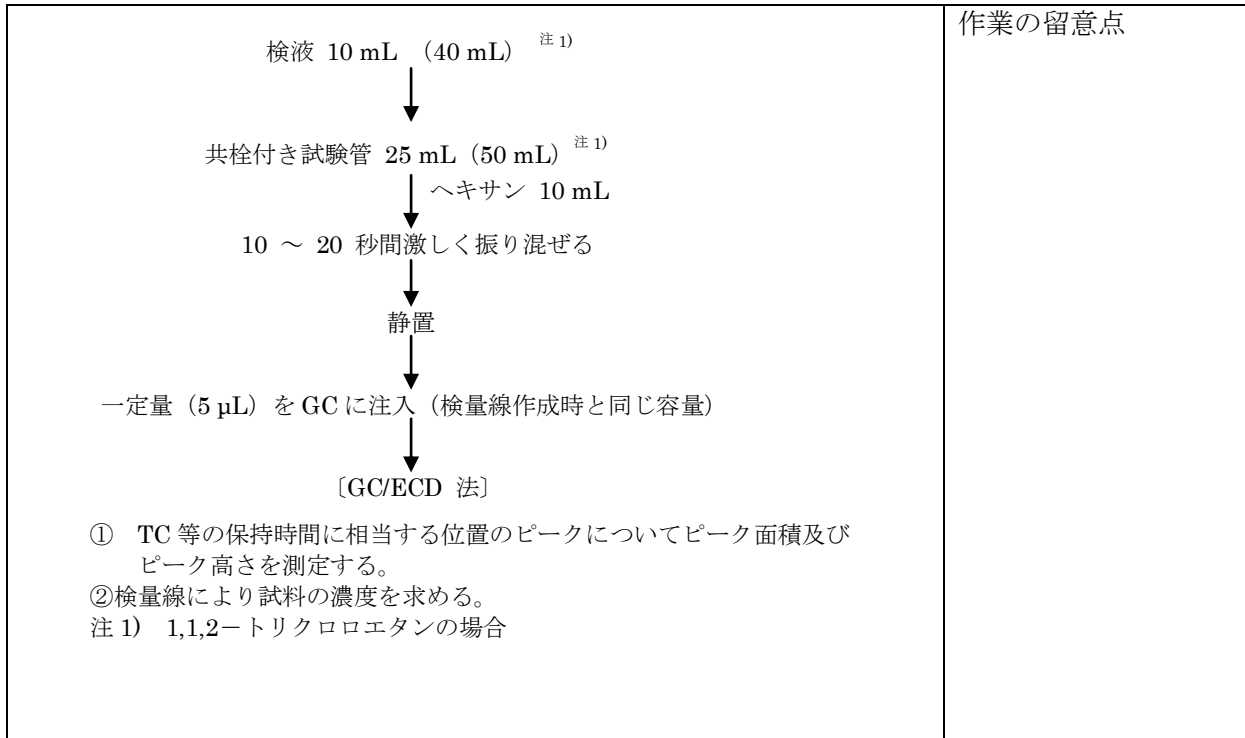 作業の留意点
検液 10 mL （40 mL） 注 1)
共栓付き試験管 25 mL（50 mL）注 1)
ヘキサン 10 mL
10 ～ 20 秒間激しく振り混ぜる
静置
一定量（5 μL）を GC に注入（検量線作成時と同じ容量）
〔GC/ECD 法〕
① TC 等の保持時間に相当する位置のピークについてピーク面積及び
ピーク高さを測定する。
②検量線により試料の濃度を求める。
注 1) 1,1,2－トリクロロエタンの場合